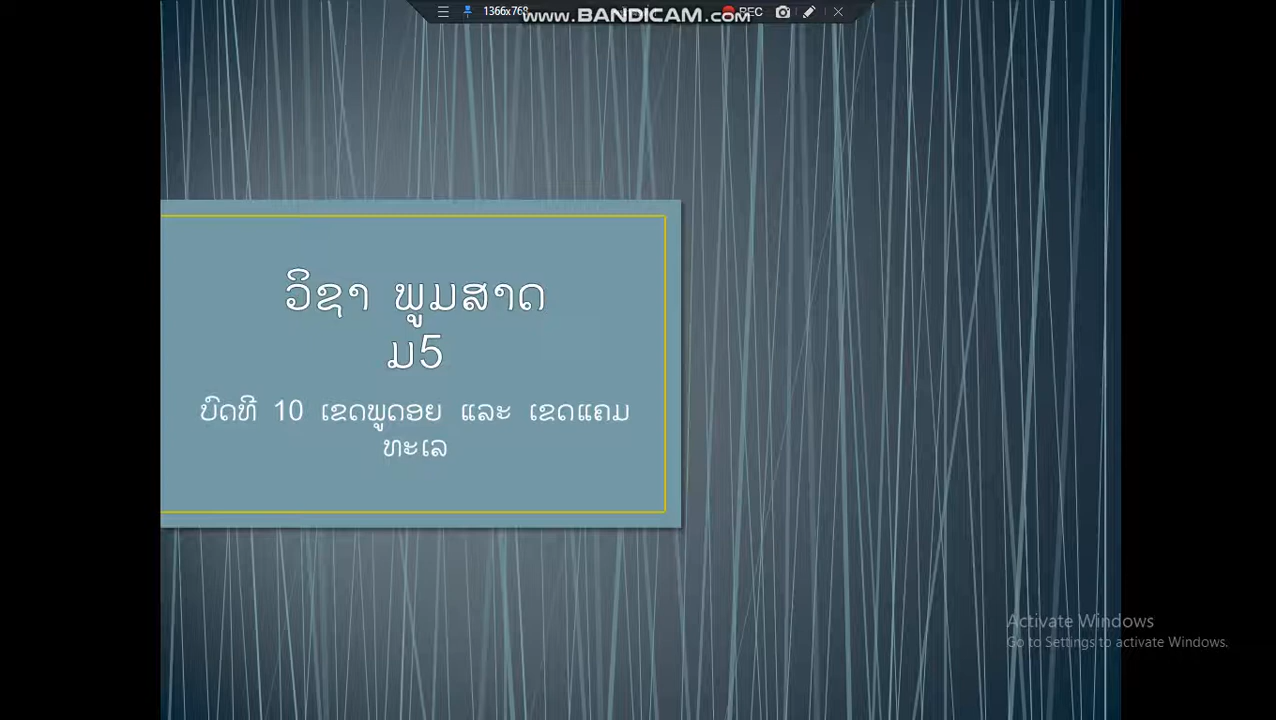 1366x768
www.BANDICAM.com
REC
ວິຊາ ພູມສາດ
ມ5
ບົດທີ 10 ເຂດພູດອຍ ແລະ ເຂດແຄມ
ທະເລ
Activate Windows
Go to Settings to activate Windows.